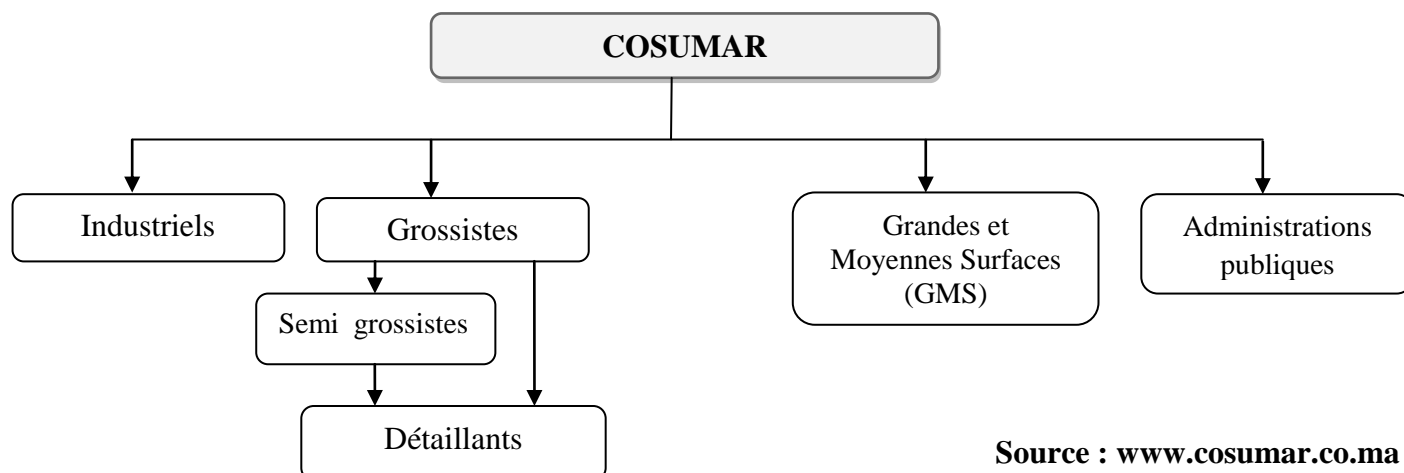 COSUMAR
Industriels
Grossistes
Grandes et
Moyennes Surfaces
(GMS)
Administrations
publiques
Semi grossistes
Détaillants
Source : www.cosumar.co.ma